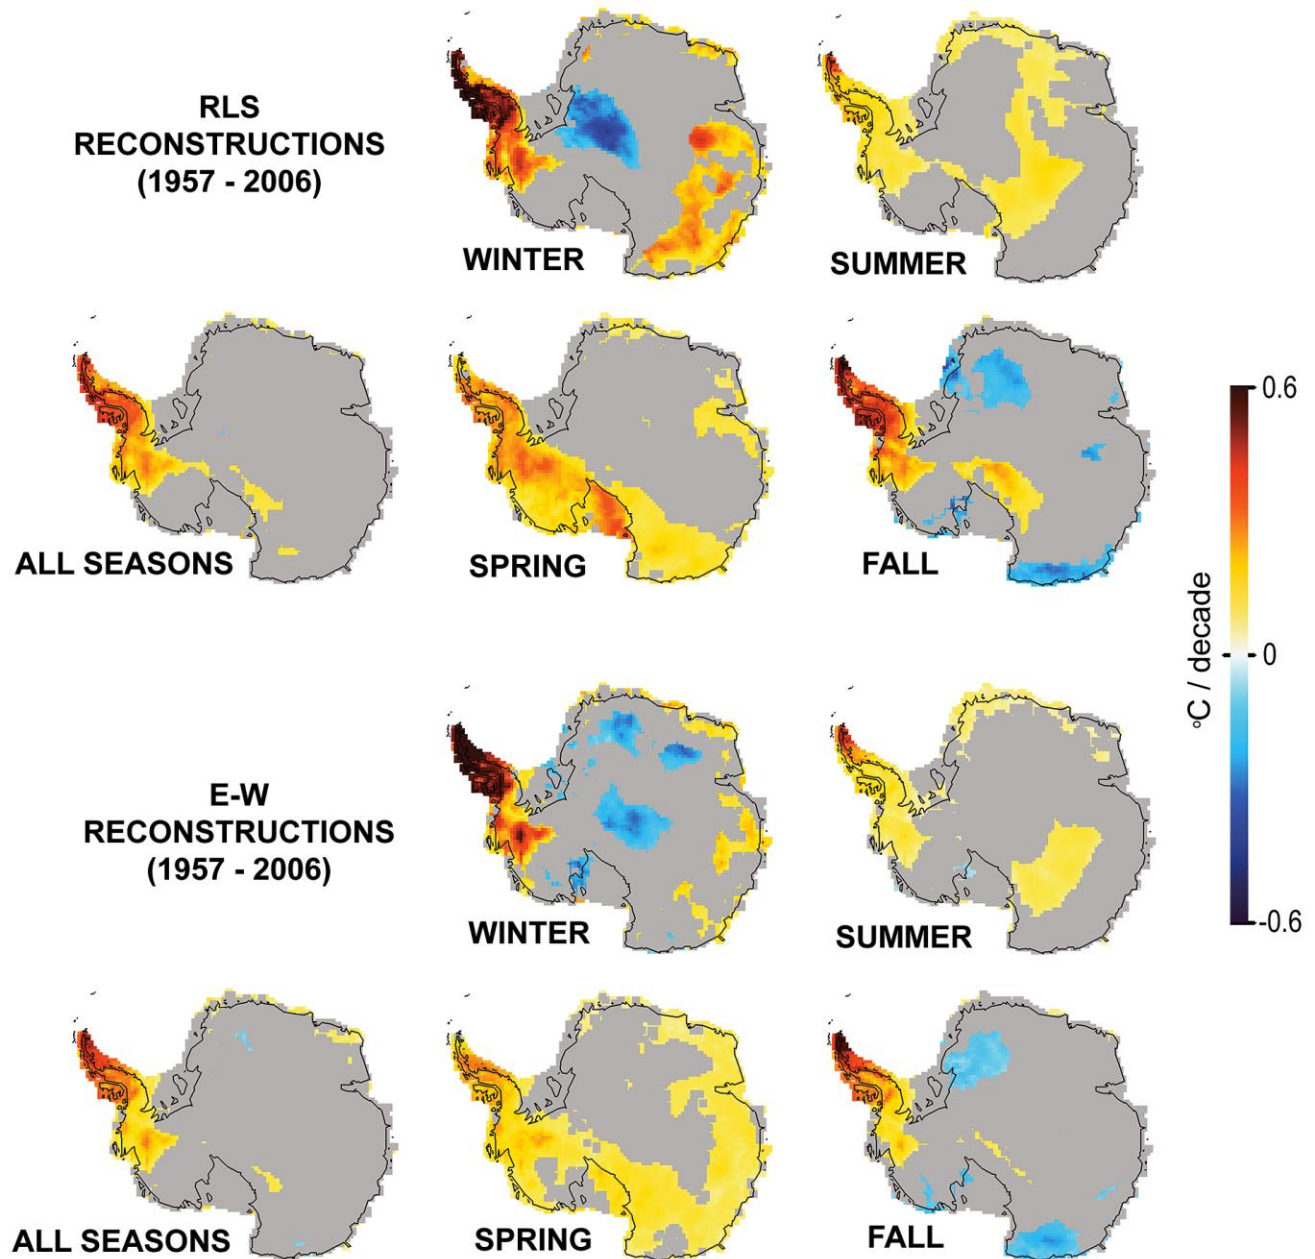 RLS
RECONSTRUCTIONS
(1957 - 2006)
WINTER
SUMMER
ALL SEASONS
SPRING
FALL
0.6
0
-0.6
°C / decade
E-W
RECONSTRUCTIONS
(1957 - 2006)
WINTER
SUMMER
ALL SEASONS
SPRING
FALL